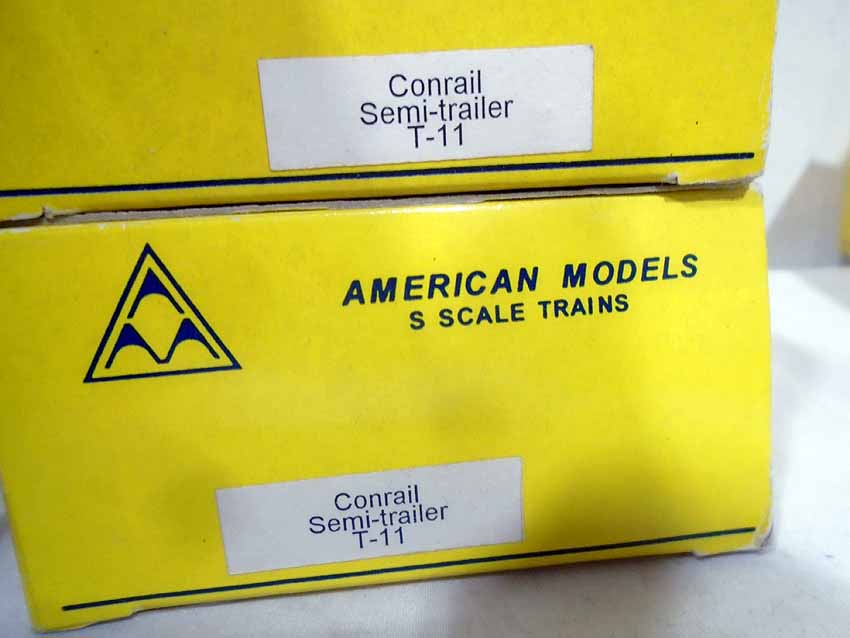 Conrail
Semi-trailer
T-11
AMERICAN MODELS
S SCALE TRAINS
Conrail
Semi-trailer
T-11